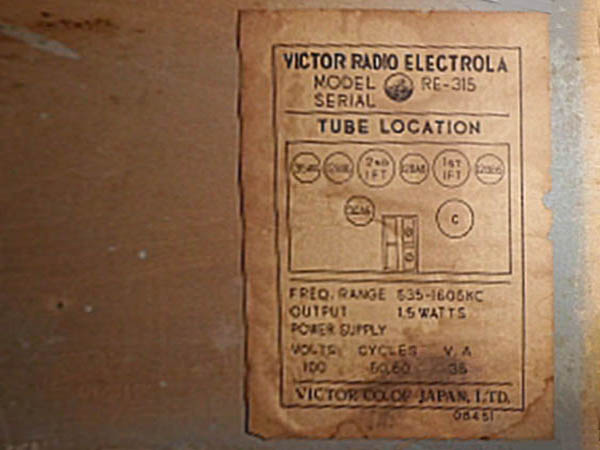 VICTOR RADIO ELECTROLA
MODEL RE-315
SERIAL
TUBE LOCATION
2ND 1ST
IFT IFT
C
FREQ. RANGE 535-1605KC
OUTPUT 1.5 WATTS
POWER SUPPLY
VOLTS CYCLES V.A
100 50,60 35
VICTOR CO. OF JAPAN, LTD.